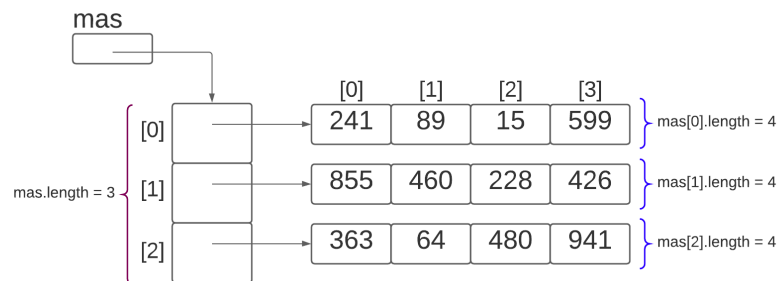 mas
[0] [1] [2] [3]
[0] 241 89 15 599 mas[0].length = 4
mas.length = 3 [1] 855 460 228 426 mas[1].length = 4
[2] 363 64 480 941 mas[2].length = 4